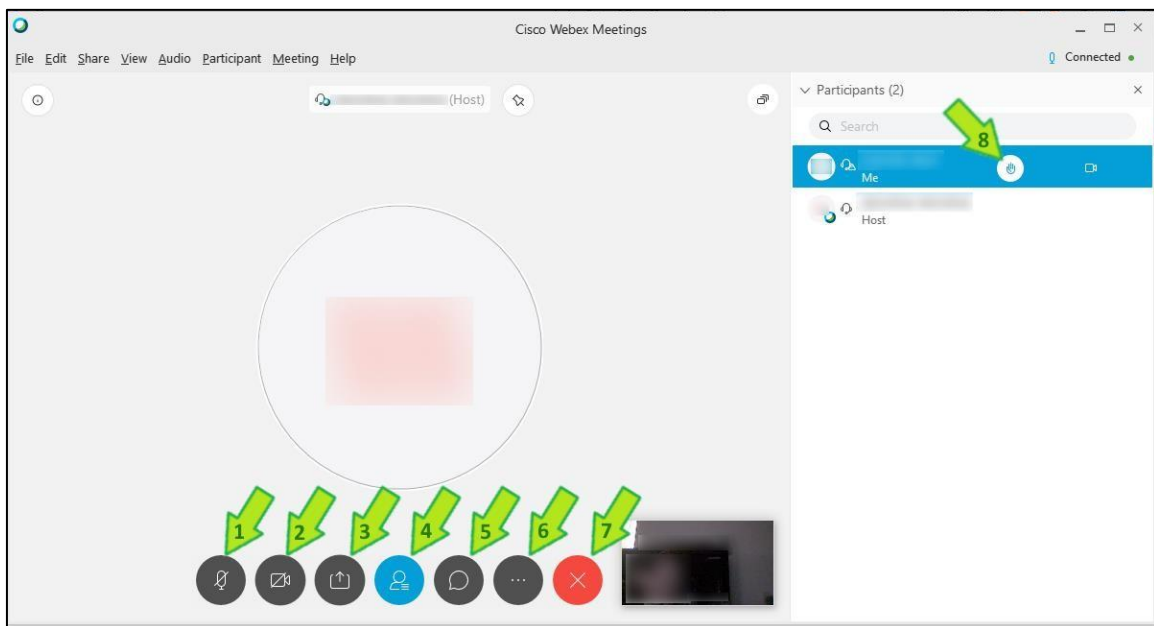 Cisco Webex Meetings
File Edit Share View Audio Participant Meeting Help
Connected
(Host)
Participants (2)
Search
8
Me
Host
1 2 3 4 5 6 7